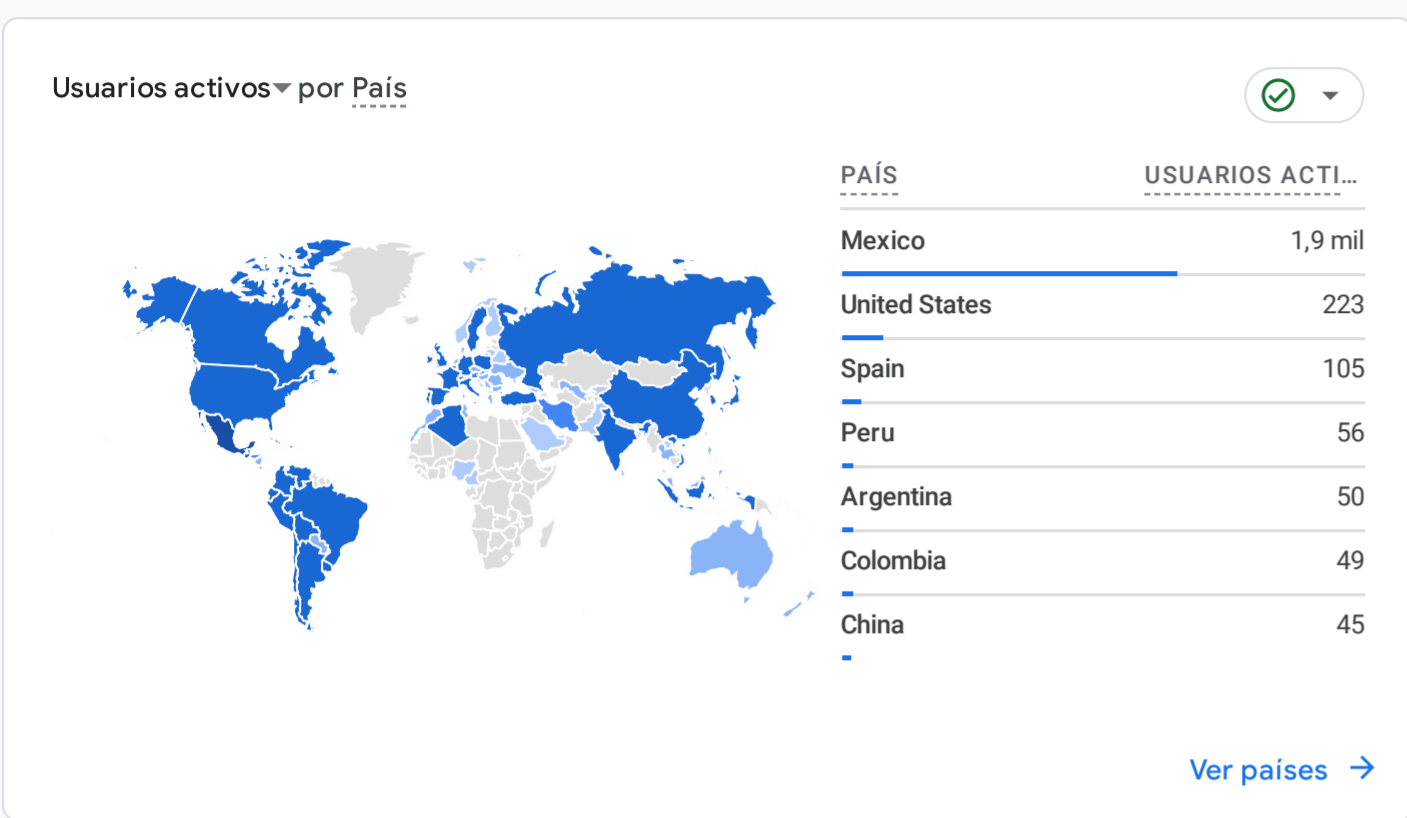 Usuarios activos por País
PAÍS USUARIOS ACTI...
Mexico 1,9 mil
United States 223
Spain 105
Peru 56
Argentina 50
Colombia 49
China 45
Ver países →